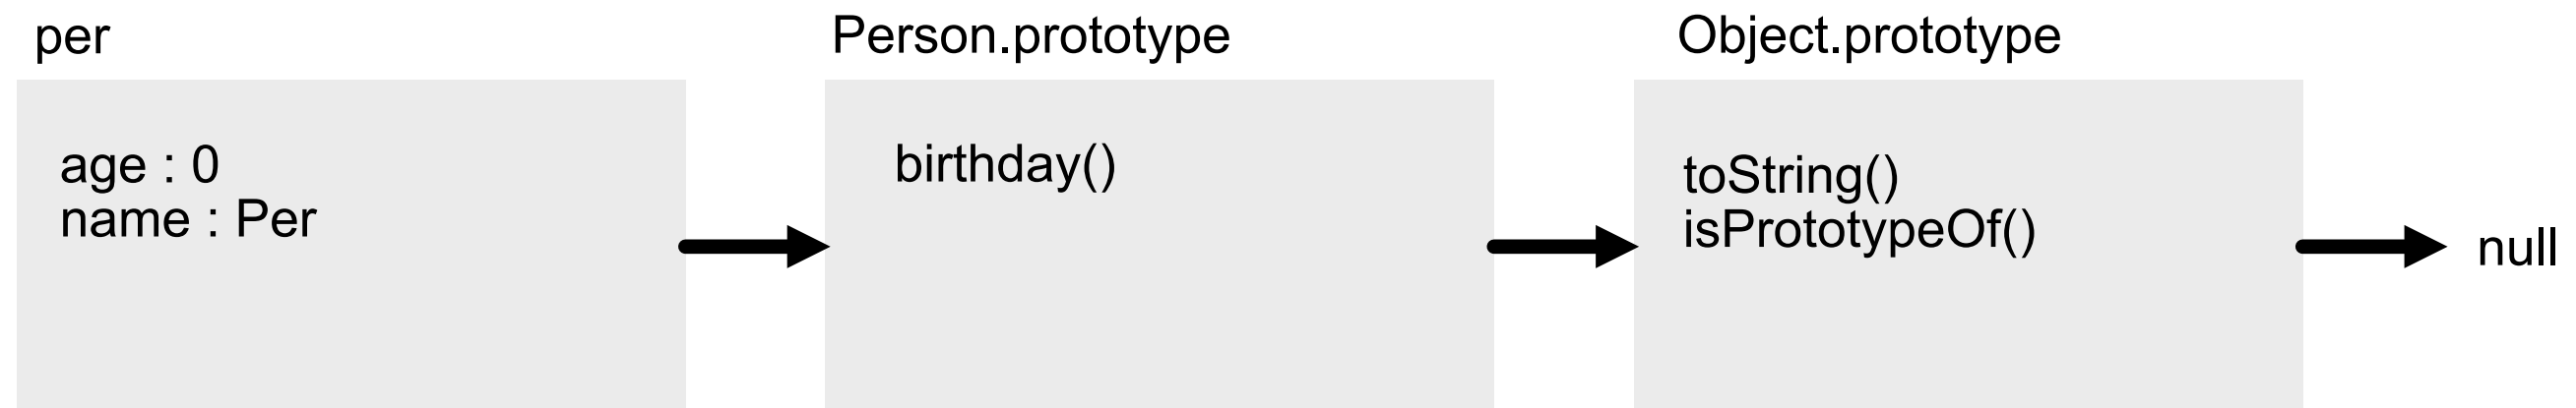 per
age : 0
name : Per
Person.prototype
birthday()
Object.prototype
toString()
isPrototypeOf()
null